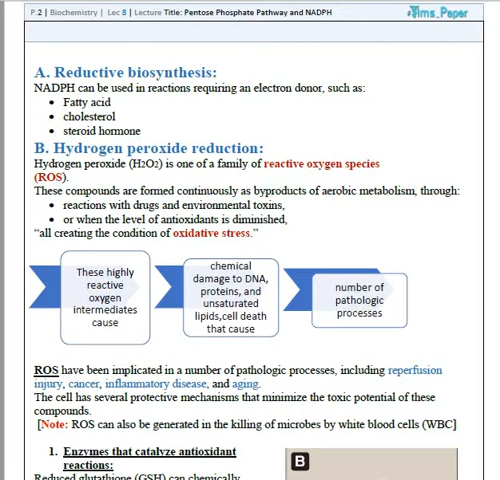 P.2 | Biochemistry | Lec 8 | Lecture Title: Pentose Phosphate Pathway and NADPH
Yims_Paper
A. Reductive biosynthesis:
NADPH can be used in reactions requiring an electron donor, such as:
• Fatty acid
• cholesterol
• steroid hormone
B. Hydrogen peroxide reduction:
Hydrogen peroxide (H2O2) is one of a family of reactive oxygen species
(ROS).
These compounds are formed continuously as byproducts of aerobic metabolism, through:
• reactions with drugs and environmental toxins,
• or when the level of antioxidants is diminished,
“all creating the condition of oxidative stress.”
These highly
reactive
oxygen
intermediates
cause
chemical
damage to DNA,
proteins, and
unsaturated
lipids,cell death
that cause
number of
pathologic
processes
ROS have been implicated in a number of pathologic processes, including reperfusion
injury, cancer, inflammatory disease, and aging.
The cell has several protective mechanisms that minimize the toxic potential of these
compounds.
[Note: ROS can also be generated in the killing of microbes by white blood cells (WBC]
1. Enzymes that catalyze antioxidant
reactions:
Reduced glutathione (GSH) can chemically
B